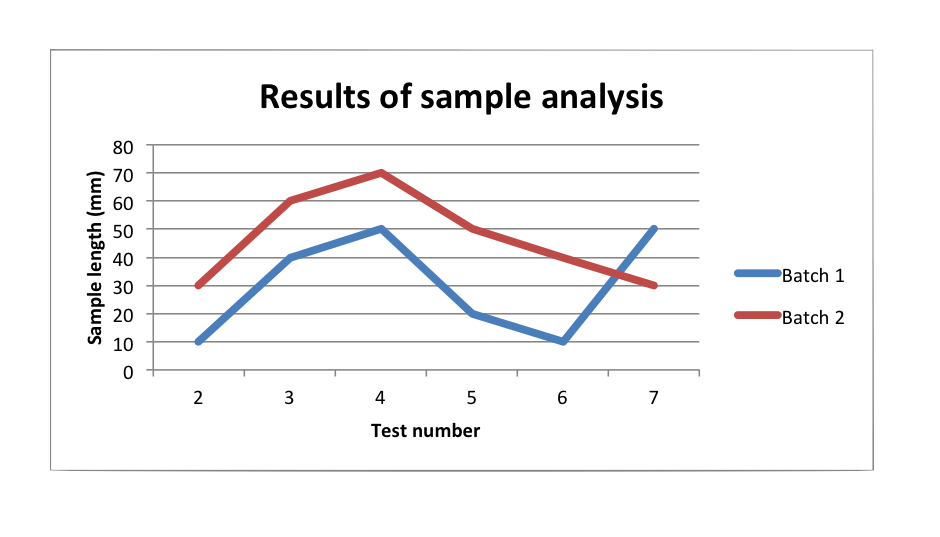 Results of sample analysis
80
70
60
50
40
30
20
10
0
Sample length (mm)
2 3 4 5 6 7
Test number
Batch 1
Batch 2